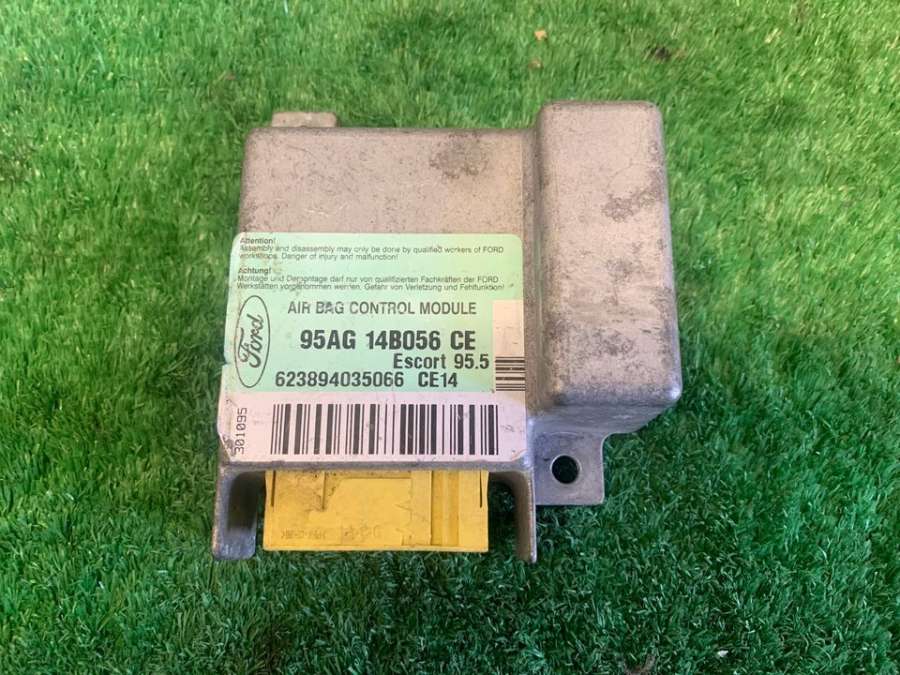 Attention!
Assembly and disassembly may only be done by qualified workers of FORD
workshops. Danger of injury and malfunction!
Achtung!
Montage und Demontage darf nur von qualifizierten Fachkräften der FORD
Werkstätten vorgenommen werden. Gefahr von Verletzung und Fehlfunktion!
AIR BAG CONTROL MODULE
Ford
95AG 14B056 CE
Escort 95.5
623894035066 CE14
301095